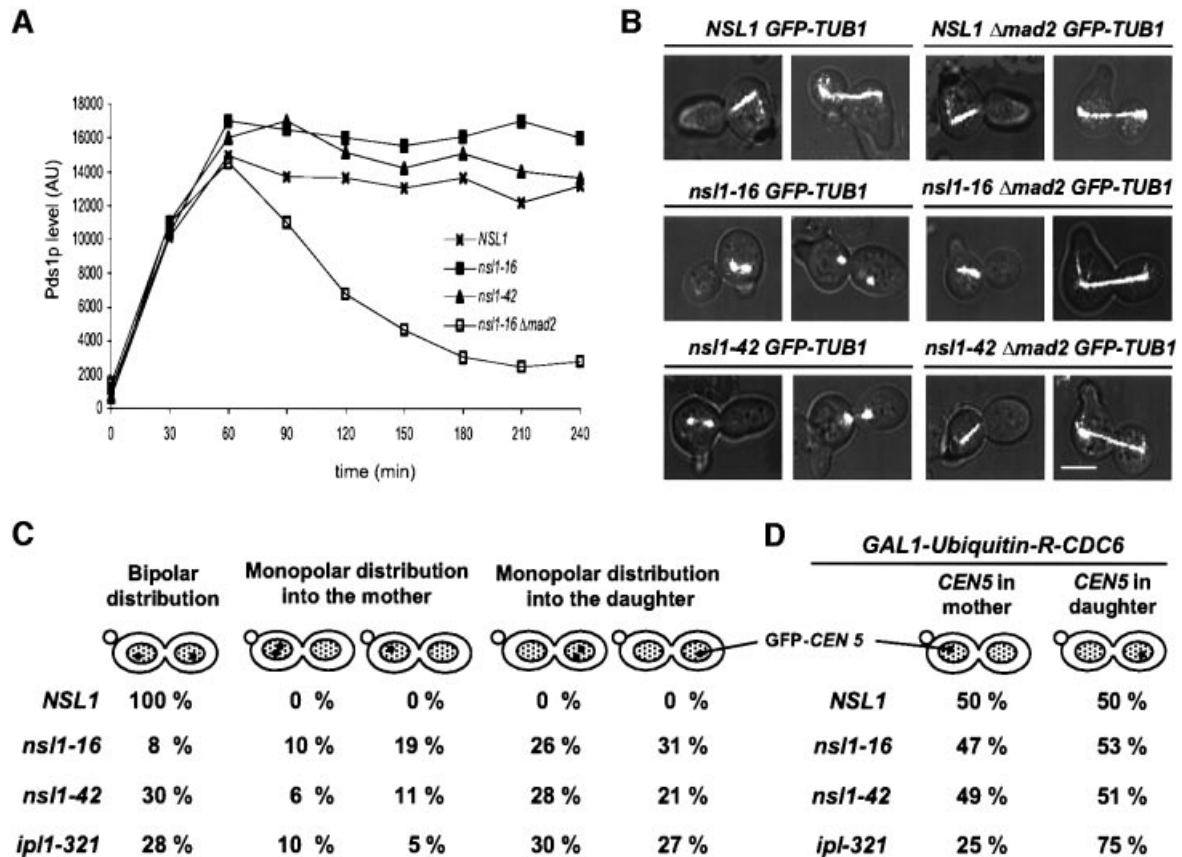 A
18000
16000
14000
12000
10000
8000
6000
4000
2000
0
Pds1p level (AU)
0 30 60 90 120 150 180 210 240
time (min)
NSL1
nsl1-16
nsl1-42
nsl1-16 Δmad2
B
NSL1 GFP-TUB1 NSL1 Δmad2 GFP-TUB1
nsl1-16 GFP-TUB1 nsl1-16 Δmad2 GFP-TUB1
nsl1-42 GFP-TUB1 nsl1-42 Δmad2 GFP-TUB1
C
Bipolar distribution
Monopolar distribution into the mother
Monopolar distribution into the daughter
GFP-CEN 5
NSL1 100 % 0 % 0 % 0 % 0 %
nsl1-16 8 % 10 % 19 % 26 % 31 %
nsl1-42 30 % 6 % 11 % 28 % 21 %
ipl1-321 28 % 10 % 5 % 30 % 27 %
D
GAL1-Ubiquitin-R-CDC6
CEN5 in mother
CEN5 in daughter
NSL1 50 % 50 %
nsl1-16 47 % 53 %
nsl1-42 49 % 51 %
ipl-321 25 % 75 %